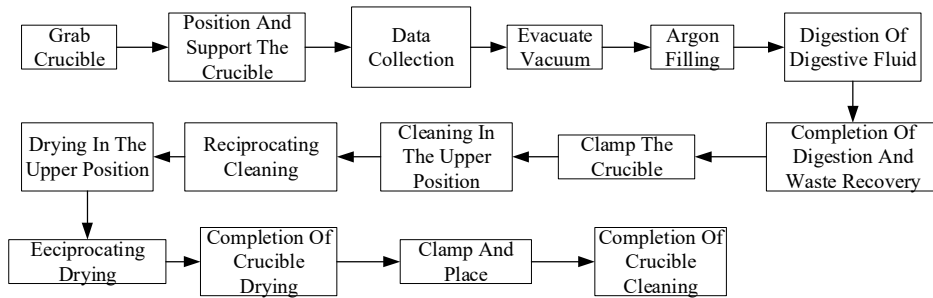 Grab
Crucible
Position And
Support The
Crucible
Data
Collection
Evacuate
Vacuum
Argon
Filling
Digestion Of
Digestive Fluid
Completion Of
Digestion And
Waste Recovery
Clamp The
Crucible
Cleaning In
The Upper
Position
Reciprocating
Cleaning
Drying In The
Upper Position
Eeciprocating
Drying
Completion Of
Crucible
Drying
Clamp And
Place
Completion Of
Crucible
Cleaning